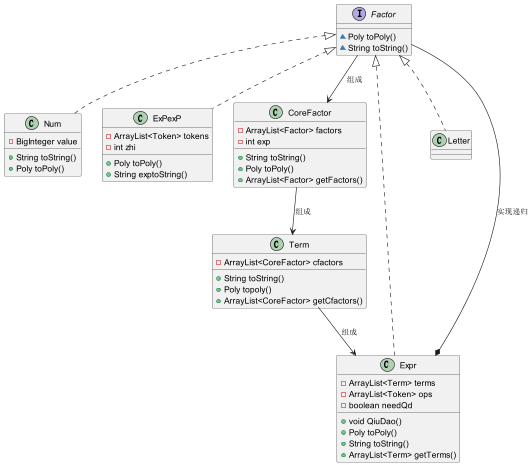 I Factor
Poly toPoly()
String toString()
组成
实现递归
C Num
BigInteger value
String toString()
Poly toPoly()
C ExPexP
ArrayList<Token> tokens
int zhi
Poly toPoly()
String exptoString()
C CoreFactor
ArrayList<Factor> factors
int exp
String toString()
Poly toPoly()
ArrayList<Factor> getFactors()
C Letter
组成
C Term
ArrayList<CoreFactor> cfactors
String toString()
Poly topoly()
ArrayList<CoreFactor> getCfactors()
组成
C Expr
ArrayList<Term> terms
ArrayList<Token> ops
boolean needQd
void QiuDao()
Poly toPoly()
String toString()
ArrayList<Term> getTerms()